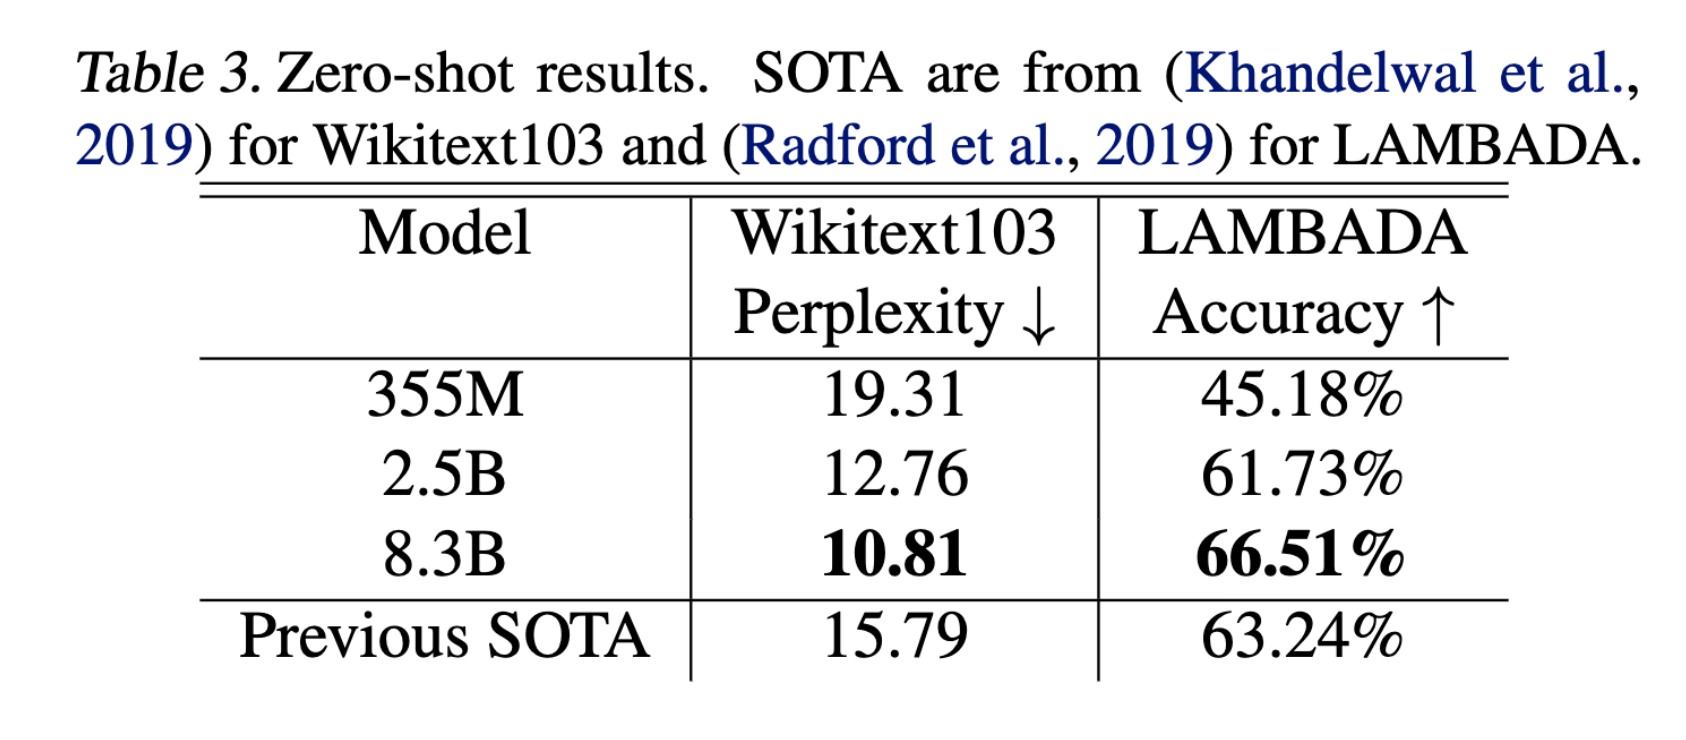 Table 3. Zero-shot results. SOTA are from (Khandelwal et al.,
2019) for Wikitext103 and (Radford et al., 2019) for LAMBADA.
Model Wikitext103 LAMBADA
Perplexity ↓ Accuracy ↑
355M 19.31 45.18%
2.5B 12.76 61.73%
8.3B 10.81 66.51%
Previous SOTA 15.79 63.24%